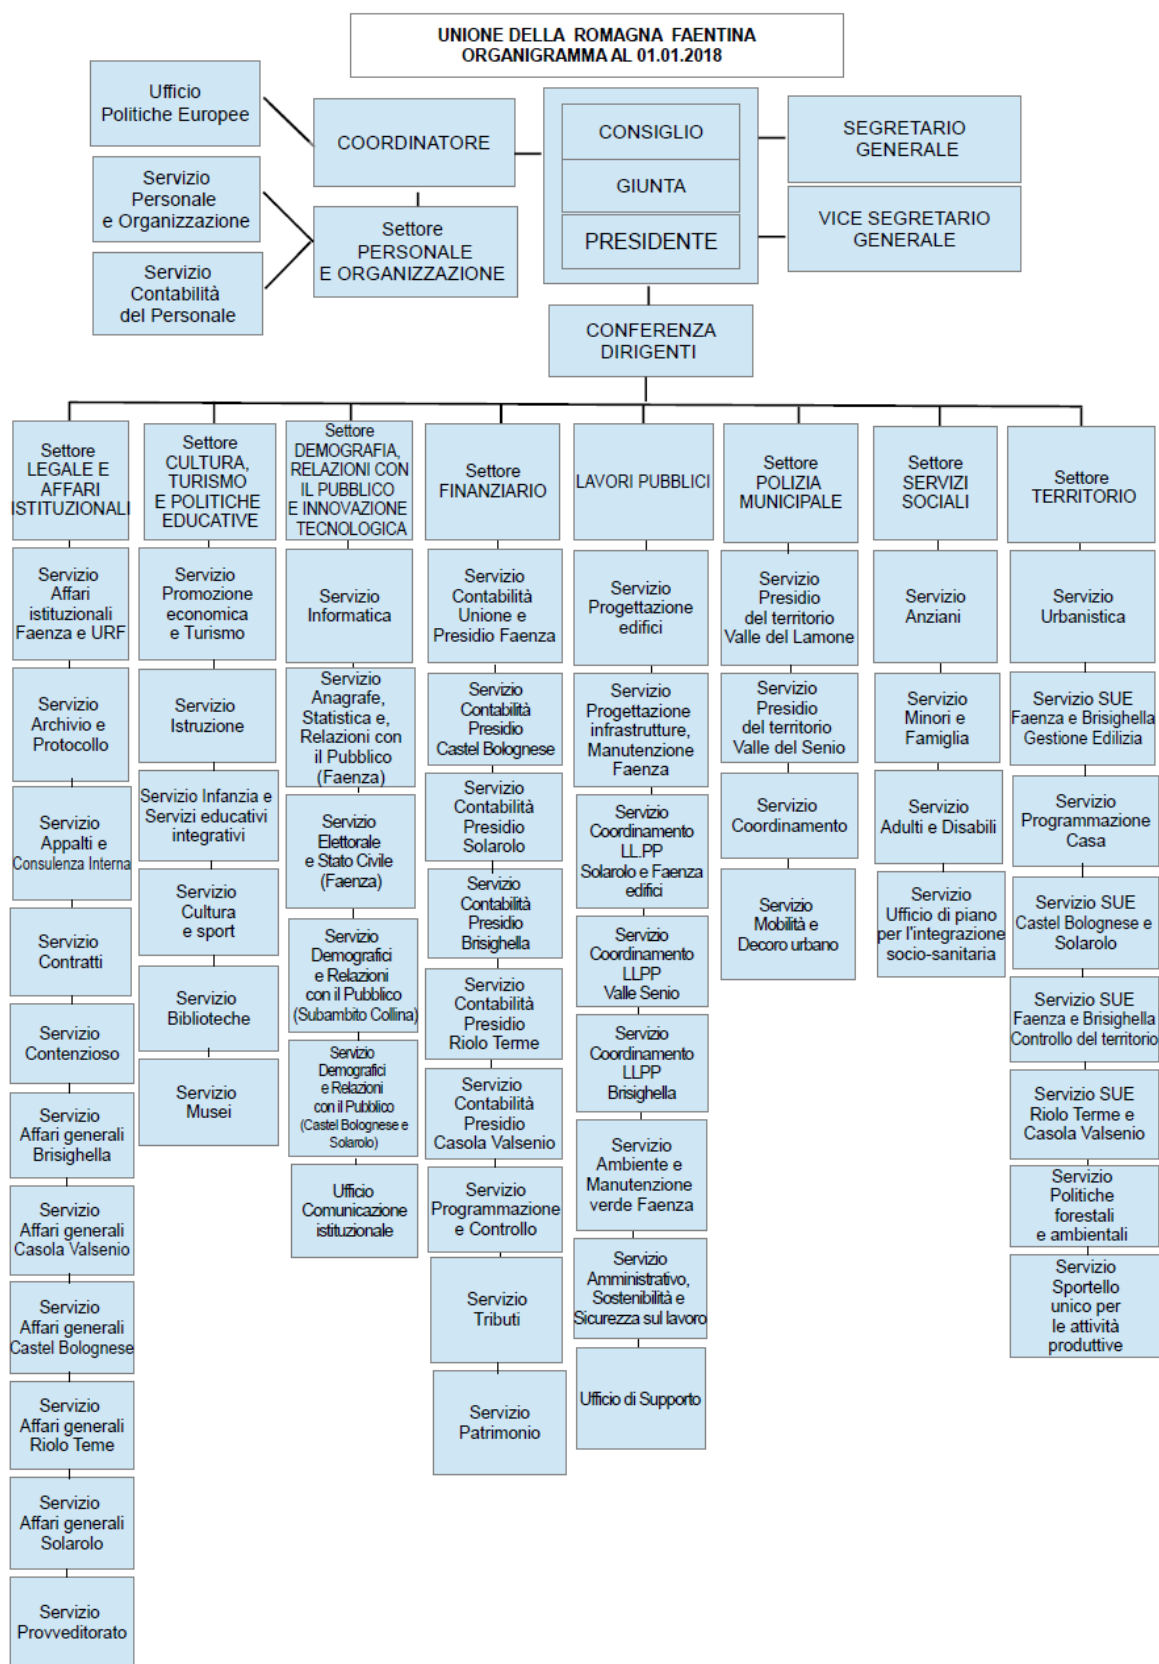 UNIONE DELLA ROMAGNA FAENTINA
ORGANIGRAMMA AL 01.01.2018
Ufficio
Politiche Europee
Servizio
Personale
e Organizzazione
Servizio
Contabilità
del Personale
COORDINATORE
Settore
PERSONALE
E ORGANIZZAZIONE
CONSIGLIO
GIUNTA
PRESIDENTE
SEGRETARIO
GENERALE
VICE SEGRETARIO
GENERALE
CONFERENZA
DIRIGENTI
Settore
LEGALE E
AFFARI
ISTITUZIONALI
Servizio
Affari
istituzionali
Faenza e URF
Servizio
Archivio e
Protocollo
Servizio
Appalti e
Consulenza Interna
Servizio
Contratti
Servizio
Contenzioso
Servizio
Affari generali
Brisighella
Servizio
Affari generali
Casola Valsenio
Servizio
Affari generali
Castel Bolognese
Servizio
Affari generali
Riolo Teme
Servizio
Affari generali
Solarolo
Servizio
Provveditorato
Settore
CULTURA,
TURISMO
E POLITICHE
EDUCATIVE
Servizio
Promozione
economica
e Turismo
Servizio
Istruzione
Servizio Infanzia e
Servizi educativi
integrativi
Servizio
Cultura
e sport
Servizio
Biblioteche
Servizio
Musei
Settore
DEMOGRAFIA,
RELAZIONI CON
IL PUBBLICO
E INNOVAZIONE
TECNOLOGICA
Servizio
Informatica
Servizio
Anagrafe,
Statistica e,
Relazioni con
il Pubblico
(Faenza)
Servizio
Elettorale
e Stato Civile
(Faenza)
Servizio
Demografici
e Relazioni
con il Pubblico
(Subambito Collina)
Servizio
Demografici
e Relazioni
con il Pubblico
(Castel Bolognese e
Solarolo)
Ufficio
Comunicazione
istituzionale
Settore
FINANZIARIO
Servizio
Contabilità
Unione e
Presidio Faenza
Servizio
Contabilità
Presidio
Castel Bolognese
Servizio
Contabilità
Presidio
Solarolo
Servizio
Contabilità
Presidio
Brisighella
Servizio
Contabilità
Presidio
Riolo Terme
Servizio
Contabilità
Presidio
Casola Valsenio
Servizio
Programmazione
e Controllo
Servizio
Tributi
Servizio
Patrimonio
LAVORI PUBBLICI
Servizio
Progettazione
edifici
Servizio
Progettazione
infrastrutture,
Manutenzione
Faenza
Servizio
Coordinamento
LL.PP
Solarolo e Faenza
edifici
Servizio
Coordinamento
LLPP
Valle Senio
Servizio
Coordinamento
LLPP
Brisighella
Servizio
Ambiente e
Manutenzione
verde Faenza
Servizio
Amministrativo,
Sostenibilità e
Sicurezza sul lavoro
Ufficio di Supporto
Settore
POLIZIA
MUNICIPALE
Servizio
Presidio
del territorio
Valle del Lamone
Servizio
Presidio
del territorio
Valle del Senio
Servizio
Coordinamento
Servizio
Mobilità e
Decoro urbano
Settore
SERVIZI
SOCIALI
Servizio
Anziani
Servizio
Minori e
Famiglia
Servizio
Adulti e Disabili
Servizio
Ufficio di piano
per l'integrazione
socio-sanitaria
Settore
TERRITORIO
Servizio
Urbanistica
Servizio SUE
Faenza e Brisighella
Gestione Edilizia
Servizio
Programmazione
Casa
Servizio SUE
Castel Bolognese e
Solarolo
Servizio SUE
Faenza e Brisighella
Controllo del territorio
Servizio SUE
Riolo Terme e
Casola Valsenio
Servizio
Politiche
forestali
e ambientali
Servizio
Sportello
unico per
le attività
produttive